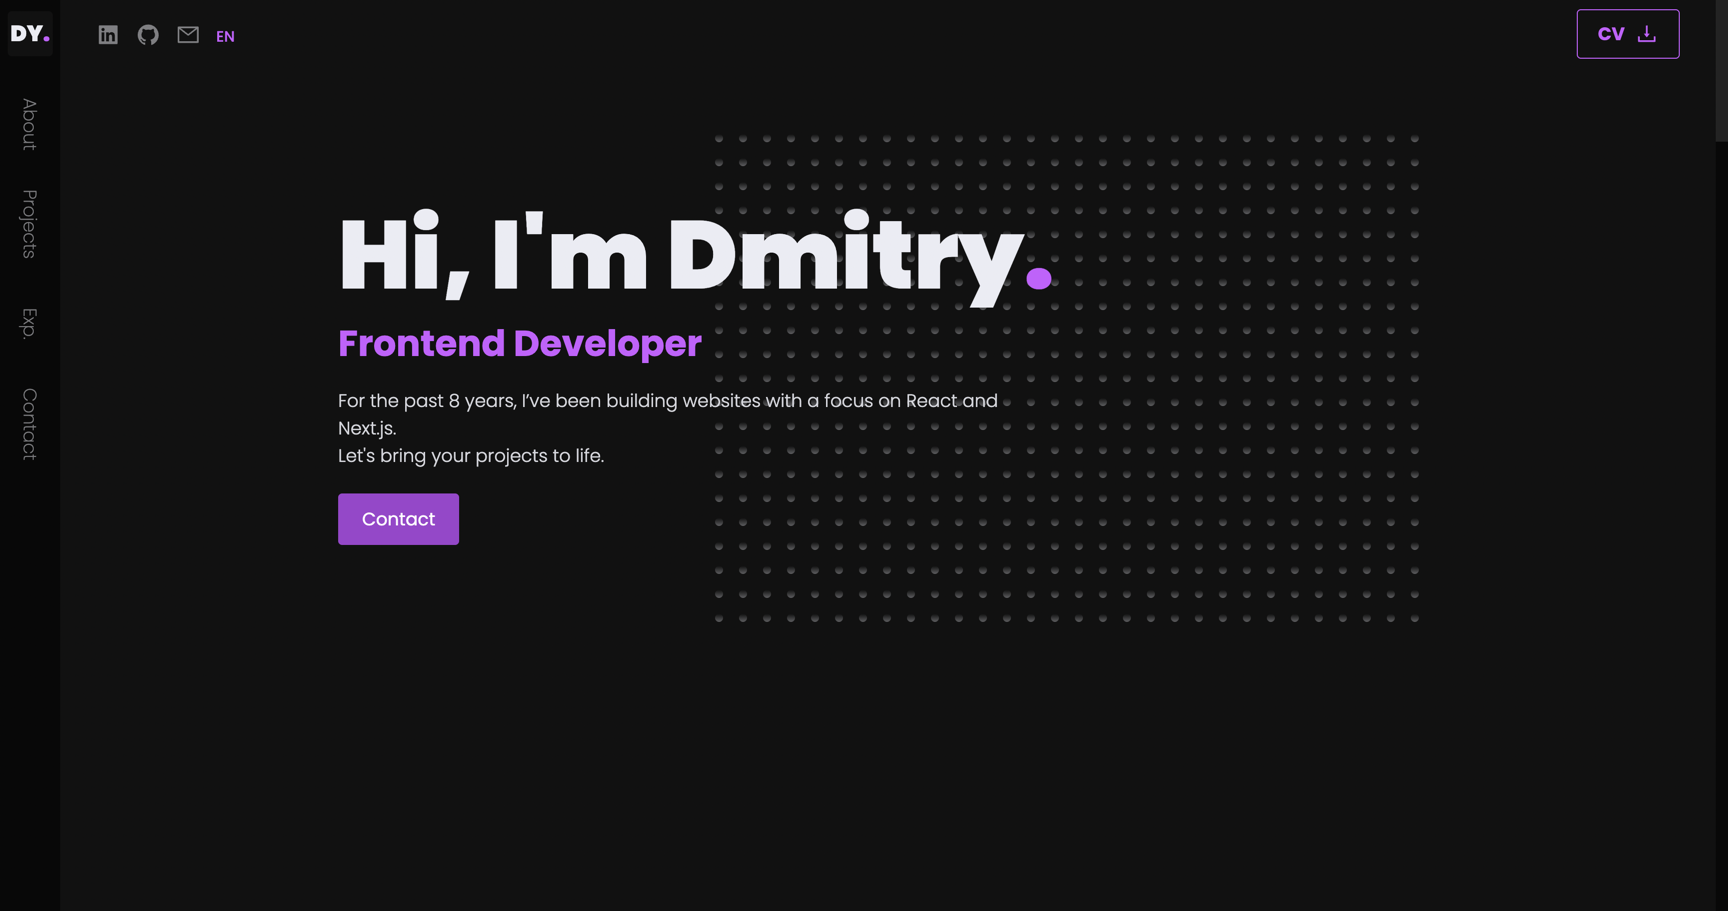 DY.
EN
CV
About
Projects
Exp.
Contact
Hi, I'm Dmitry.
Frontend Developer
For the past 8 years, I’ve been building websites with a focus on React and
Next.js.
Let's bring your projects to life.
Contact